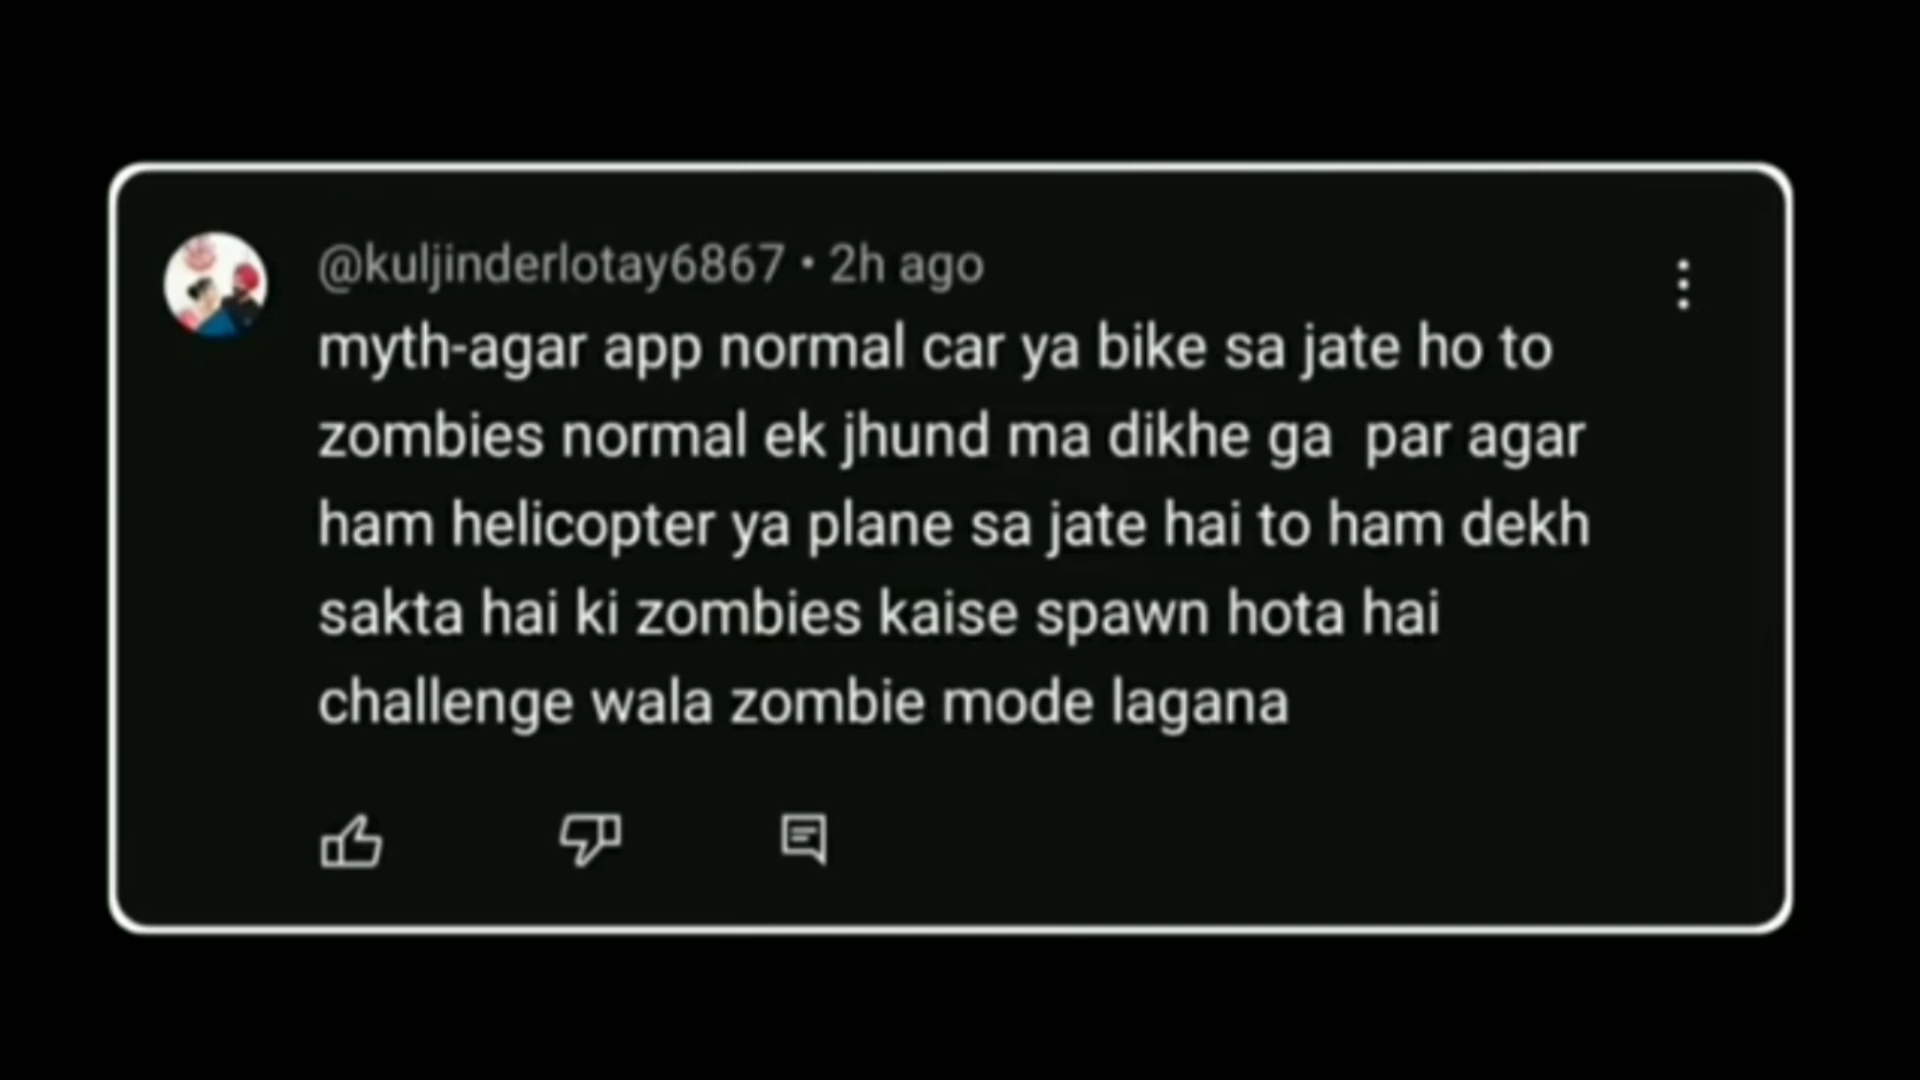 @kuljinderlotay6867 • 2h ago
myth-agar app normal car ya bike sa jate ho to
zombies normal ek jhund ma dikhe ga  par agar
ham helicopter ya plane sa jate hai to ham dekh
sakta hai ki zombies kaise spawn hota hai
challenge wala zombie mode lagana